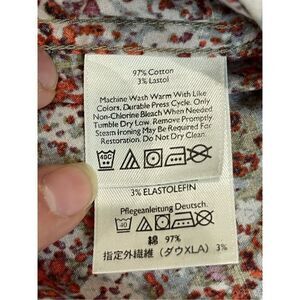 97% Cotton
3% Lastol
Machine Wash Warm With Like
Colors. Durable Press Cycle. Only
Non-Chlorine Bleach When Needed
Tumble Dry Low. Remove Promptly
Steam Ironing May Be Required For
Restoration. Do Not Dry Clean.
40C
3% ELASTOLEFIN
Pflegeanleitung Deutsch.
40
綿 97%
指定外繊維(ダウXLA) 3%